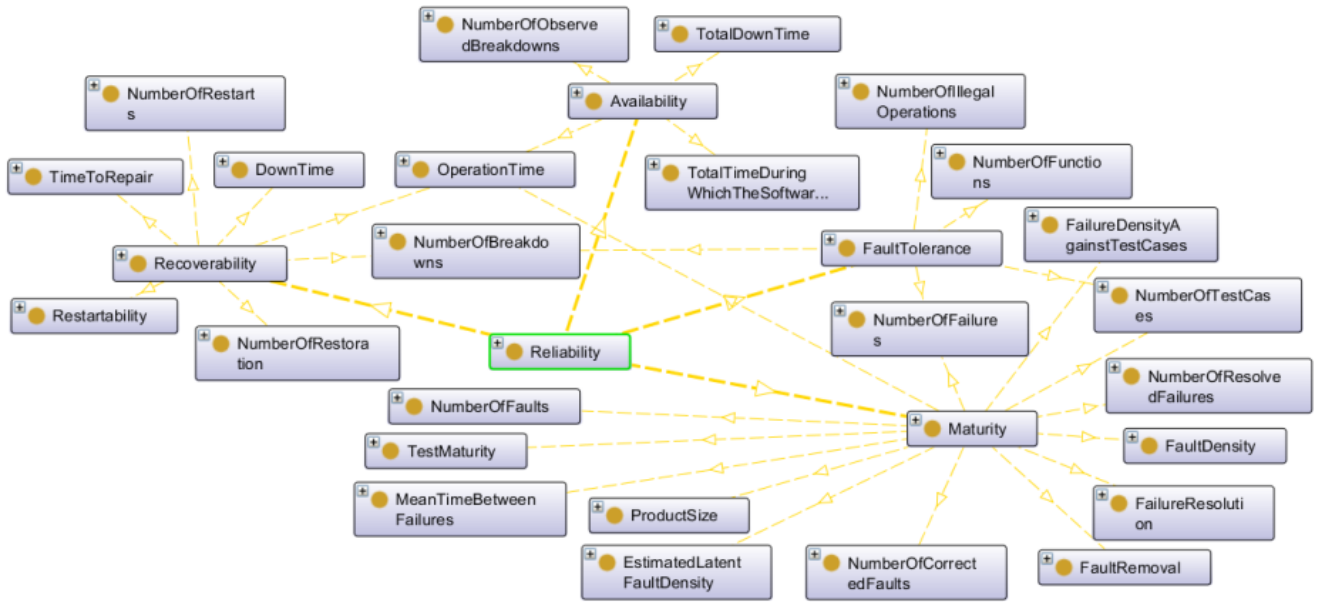 NumberOfObserve
dBreakdowns
TotalDownTime
NumberOfRestart
s
Availability
NumberOfIllegal
Operations
TimeToRepair
DownTime
OperationTime
TotalTimeDuring
WhichTheSoftwar...
NumberOfFunctio
ns
FailureDensityA
gainstTestCases
Recoverability
NumberOfBreakdo
wns
FaultTolerance
Restartability
NumberOfRestora
tion
Reliability
NumberOfFailure
s
NumberOfTestCas
es
NumberOfResolv
edFailures
NumberOfFaults
Maturity
TestMaturity
FaultDensity
MeanTimeBetween
Failures
ProductSize
FailureResoluti
on
EstimatedLatent
FaultDensity
NumberOfCorrect
edFaults
FaultRemoval